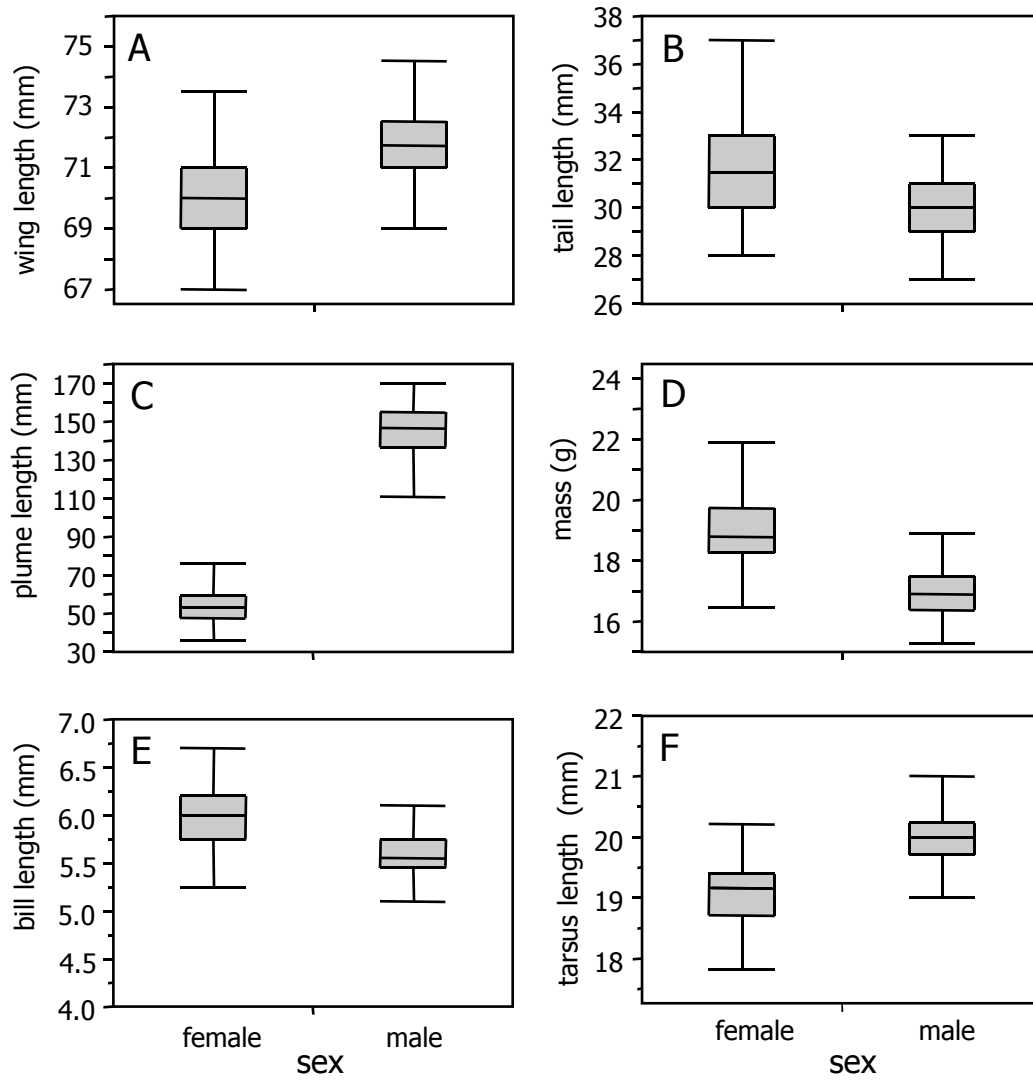 A
wing length (mm)
75
73
71
69
67
B
tail length (mm)
38
36
34
32
30
28
26
C
plume length (mm)
170
150
130
110
90
70
50
30
D
mass (g)
24
22
20
18
16
E
bill length (mm)
7.0
6.5
6.0
5.5
5.0
4.5
4.0
female male
sex
F
tarsus length (mm)
22
21
20
19
18
female male
sex